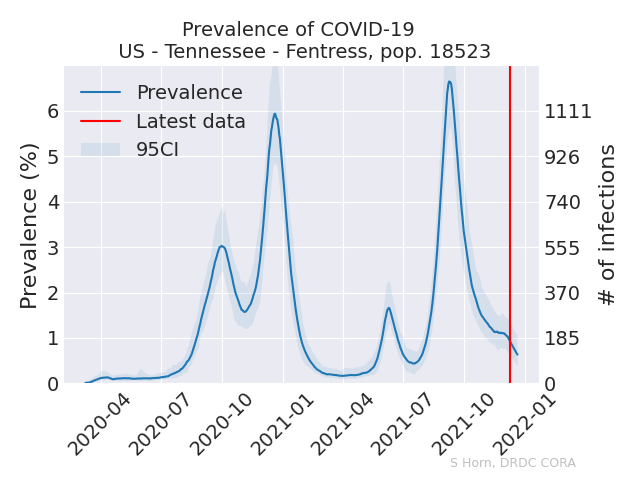 Prevalence of COVID-19
US - Tennessee - Fentress, pop. 18523
Prevalence
Latest data
95CI
Prevalence (%)
6
5
4
3
2
1
0
1111
926
740
555
370
185
0
# of infections
2020-04
2020-07
2020-10
2021-01
2021-04
2021-07
2021-10
2022-01
S Horn, DRDC CORA